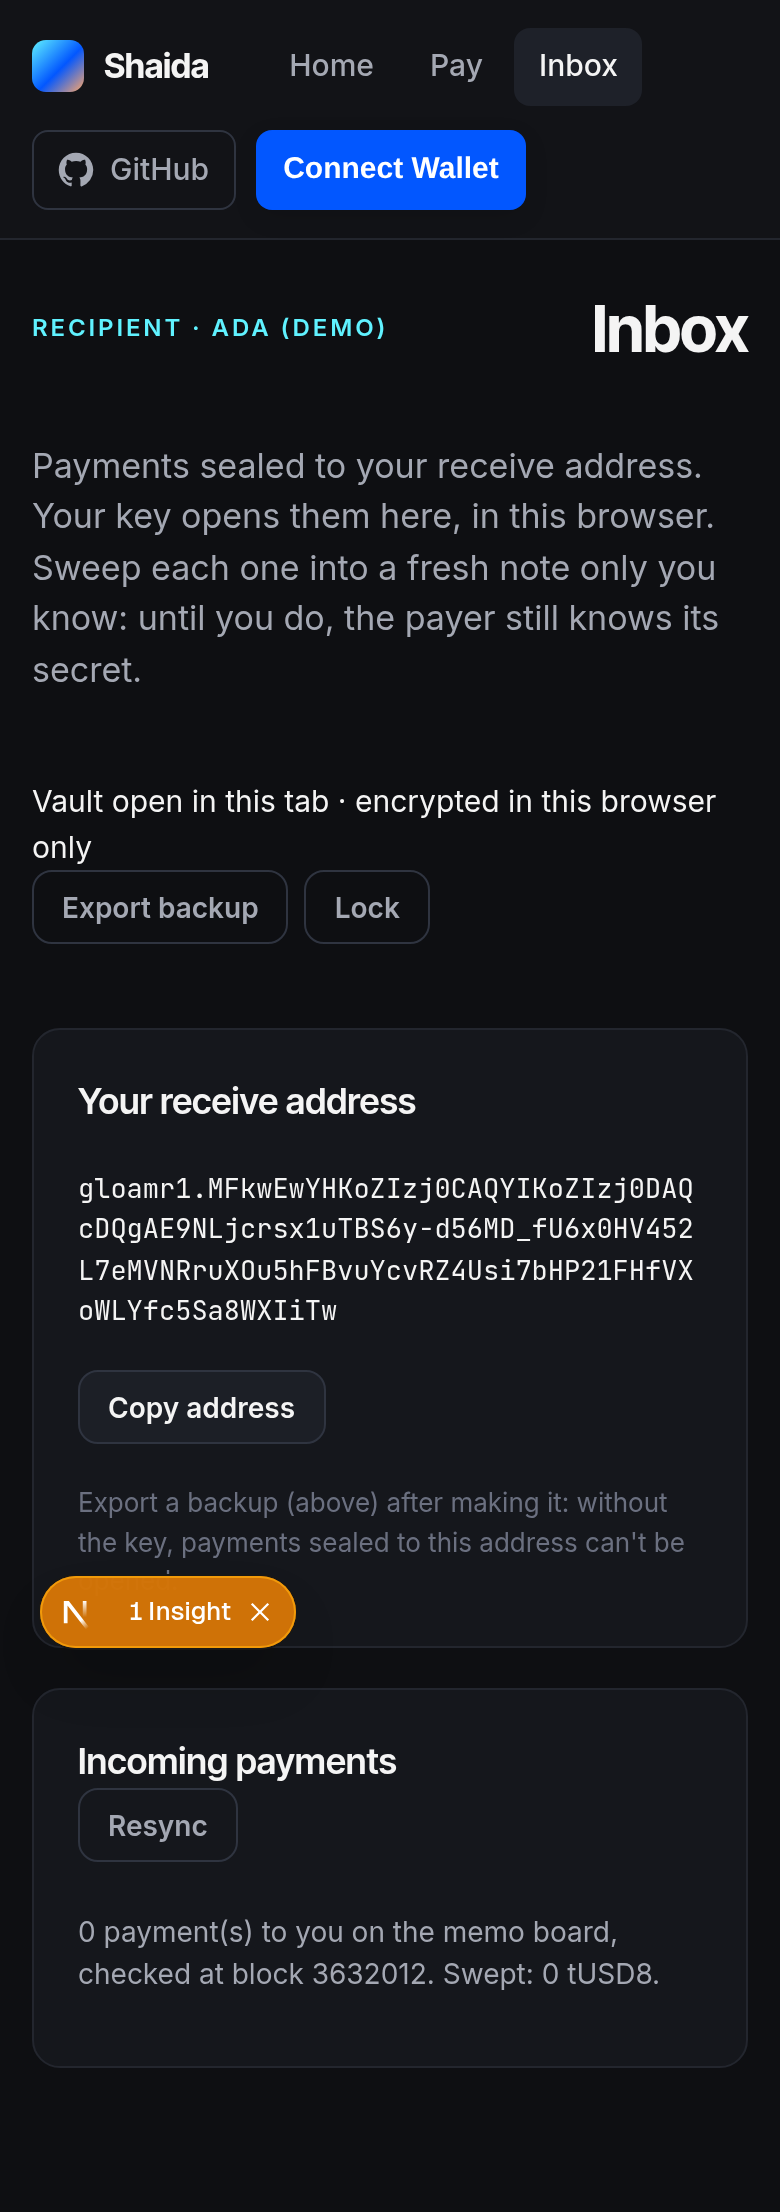 Shaida
Home
Pay
Inbox
GitHub
Connect Wallet
RECIPIENT · ADA (DEMO)
Inbox
Payments sealed to your receive address.
Your key opens them here, in this browser.
Sweep each one into a fresh note only you
know: until you do, the payer still knows its
secret.
Vault open in this tab · encrypted in this browser
only
Export backup
Lock
Your receive address
gloamr1.MFkwEwYHKoZIzj0CAQYIKoZIzj0DAQ
cDQgAE9NLjcrsx1uTBS6y-d56MD_fU6x0HV452
L7eMVNRruXOu5hFBvuYcvRZ4Usi7bHP21FHfVX
oWLYfc5Sa8WXIiTw
Copy address
Export a backup (above) after making it: without
the key, payments sealed to this address can't be
1 Insight
Incoming payments
Resync
0 payment(s) to you on the memo board,
checked at block 3632012. Swept: 0 tUSD8.